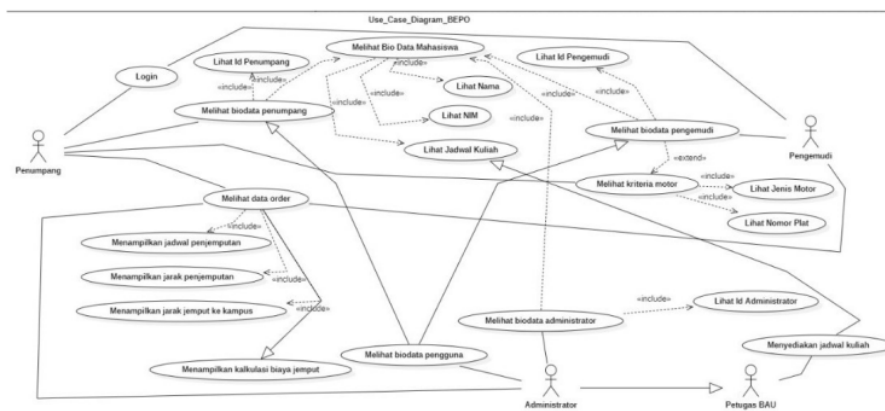 Use_Case_Diagram_BEPO
Melihat Bio Data Mahasiswa
Lihat Id Pengemudi
Lihat Id Penumpang
Login
«include»
«include»
«include»
«include»
Lihat Nama
«include»
«include»
«include»
«include»
Melihat biodata penumpang
Lihat NIM
«include»
Melihat biodata pengemudi
Lihat Jadwal Kuliah
Penumpang
Pengemudi
«extend»
«include»
Melihat kriteria motor
Lihat Jenis Motor
Melihat data order
«include»
Lihat Nomor Plat
«include»
Menampilkan jadwal penjemputan
«include»
Menampilkan jarak penjemputan
«include»
Menampilkan jarak jemput ke kampus
«include»
Lihat Id Administrator
«include»
Melihat biodata administrator
Menyediakan jadwal kuliah
Melihat biodata pengguna
Menampilkan kalkulasi biaya jemput
Administrator
Petugas BAU